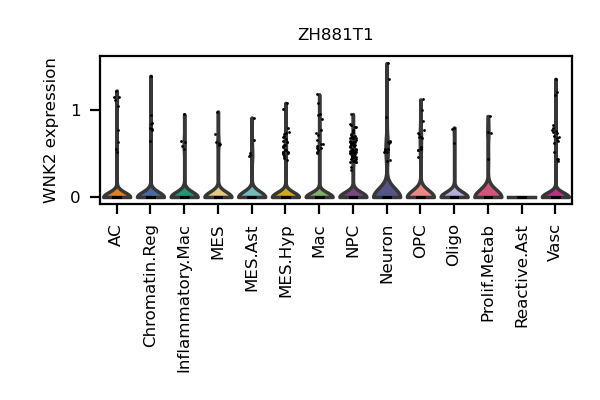 ZH881T1
WNK2 expression
1
0
AC
Chromatin.Reg
Inflammatory.Mac
MES
MES.Ast
MES.Hyp
Mac
NPC
Neuron
OPC
Oligo
Prolif.Metab
Reactive.Ast
Vasc